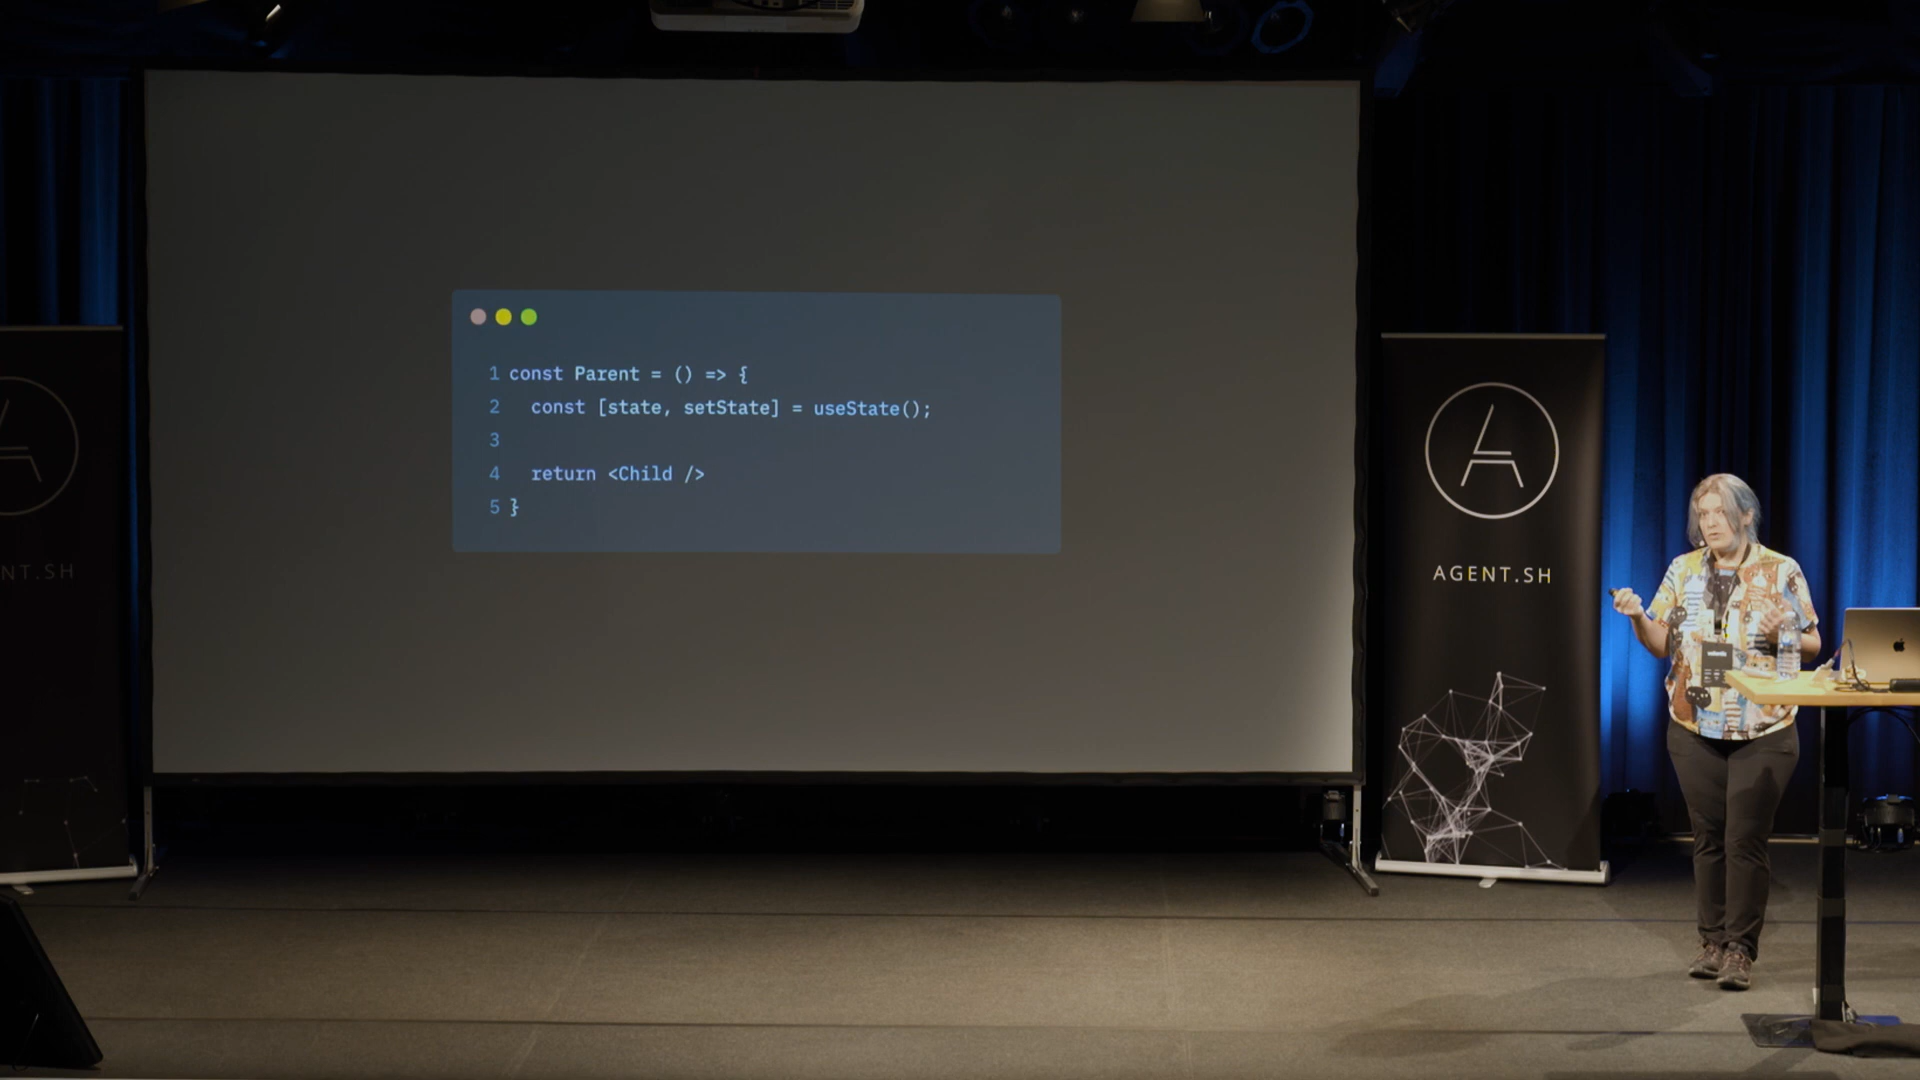 1 const Parent = () => {
2 const [state, setState] = useState();
3
4 return <Child />
5 }
NT.SH
AGENT.SH